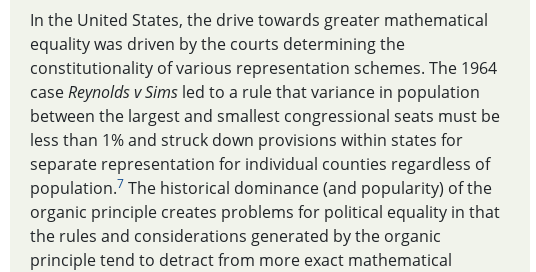 In the United States, the drive towards greater mathematical
equality was driven by the courts determining the
constitutionality of various representation schemes. The 1964
case Reynolds v Sims led to a rule that variance in population
between the largest and smallest congressional seats must be
less than 1% and struck down provisions within states for
separate representation for individual counties regardless of
population.7 The historical dominance (and popularity) of the
organic principle creates problems for political equality in that
the rules and considerations generated by the organic
principle tend to detract from more exact mathematical